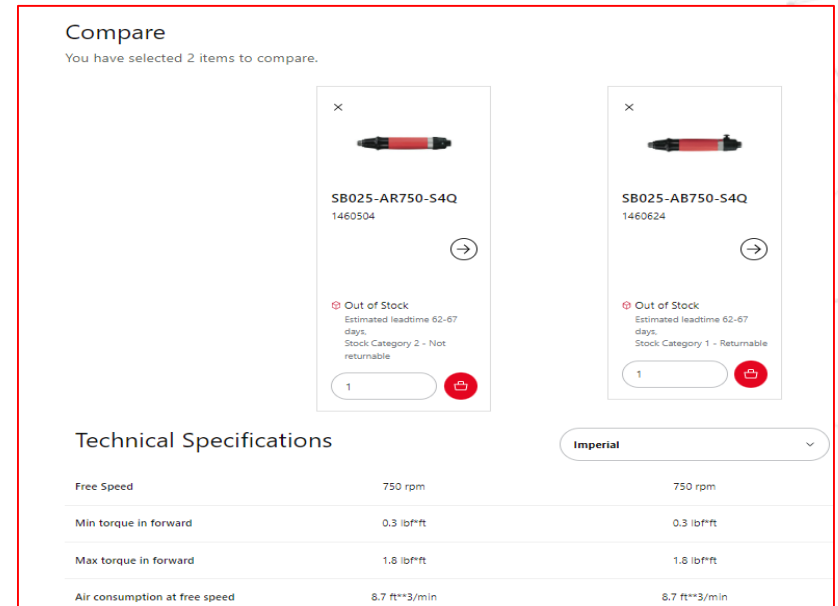 Compare
You have selected 2 items to compare.
SB025-AR750-S4Q
1460504
Out of Stock
Estimated leadtime 62-67
days,
Stock Category 2 - Not
returnable
1
SB025-AB750-S4Q
1460624
Out of Stock
Estimated leadtime 62-67
days,
Stock Category 1 - Returnable
1
Technical Specifications
Imperial
Free Speed 750 rpm 750 rpm
Min torque in forward 0.3 lbf*ft 0.3 lbf*ft
Max torque in forward 1.8 lbf*ft 1.8 lbf*ft
Air consumption at free speed 8.7 ft**3/min 8.7 ft**3/min